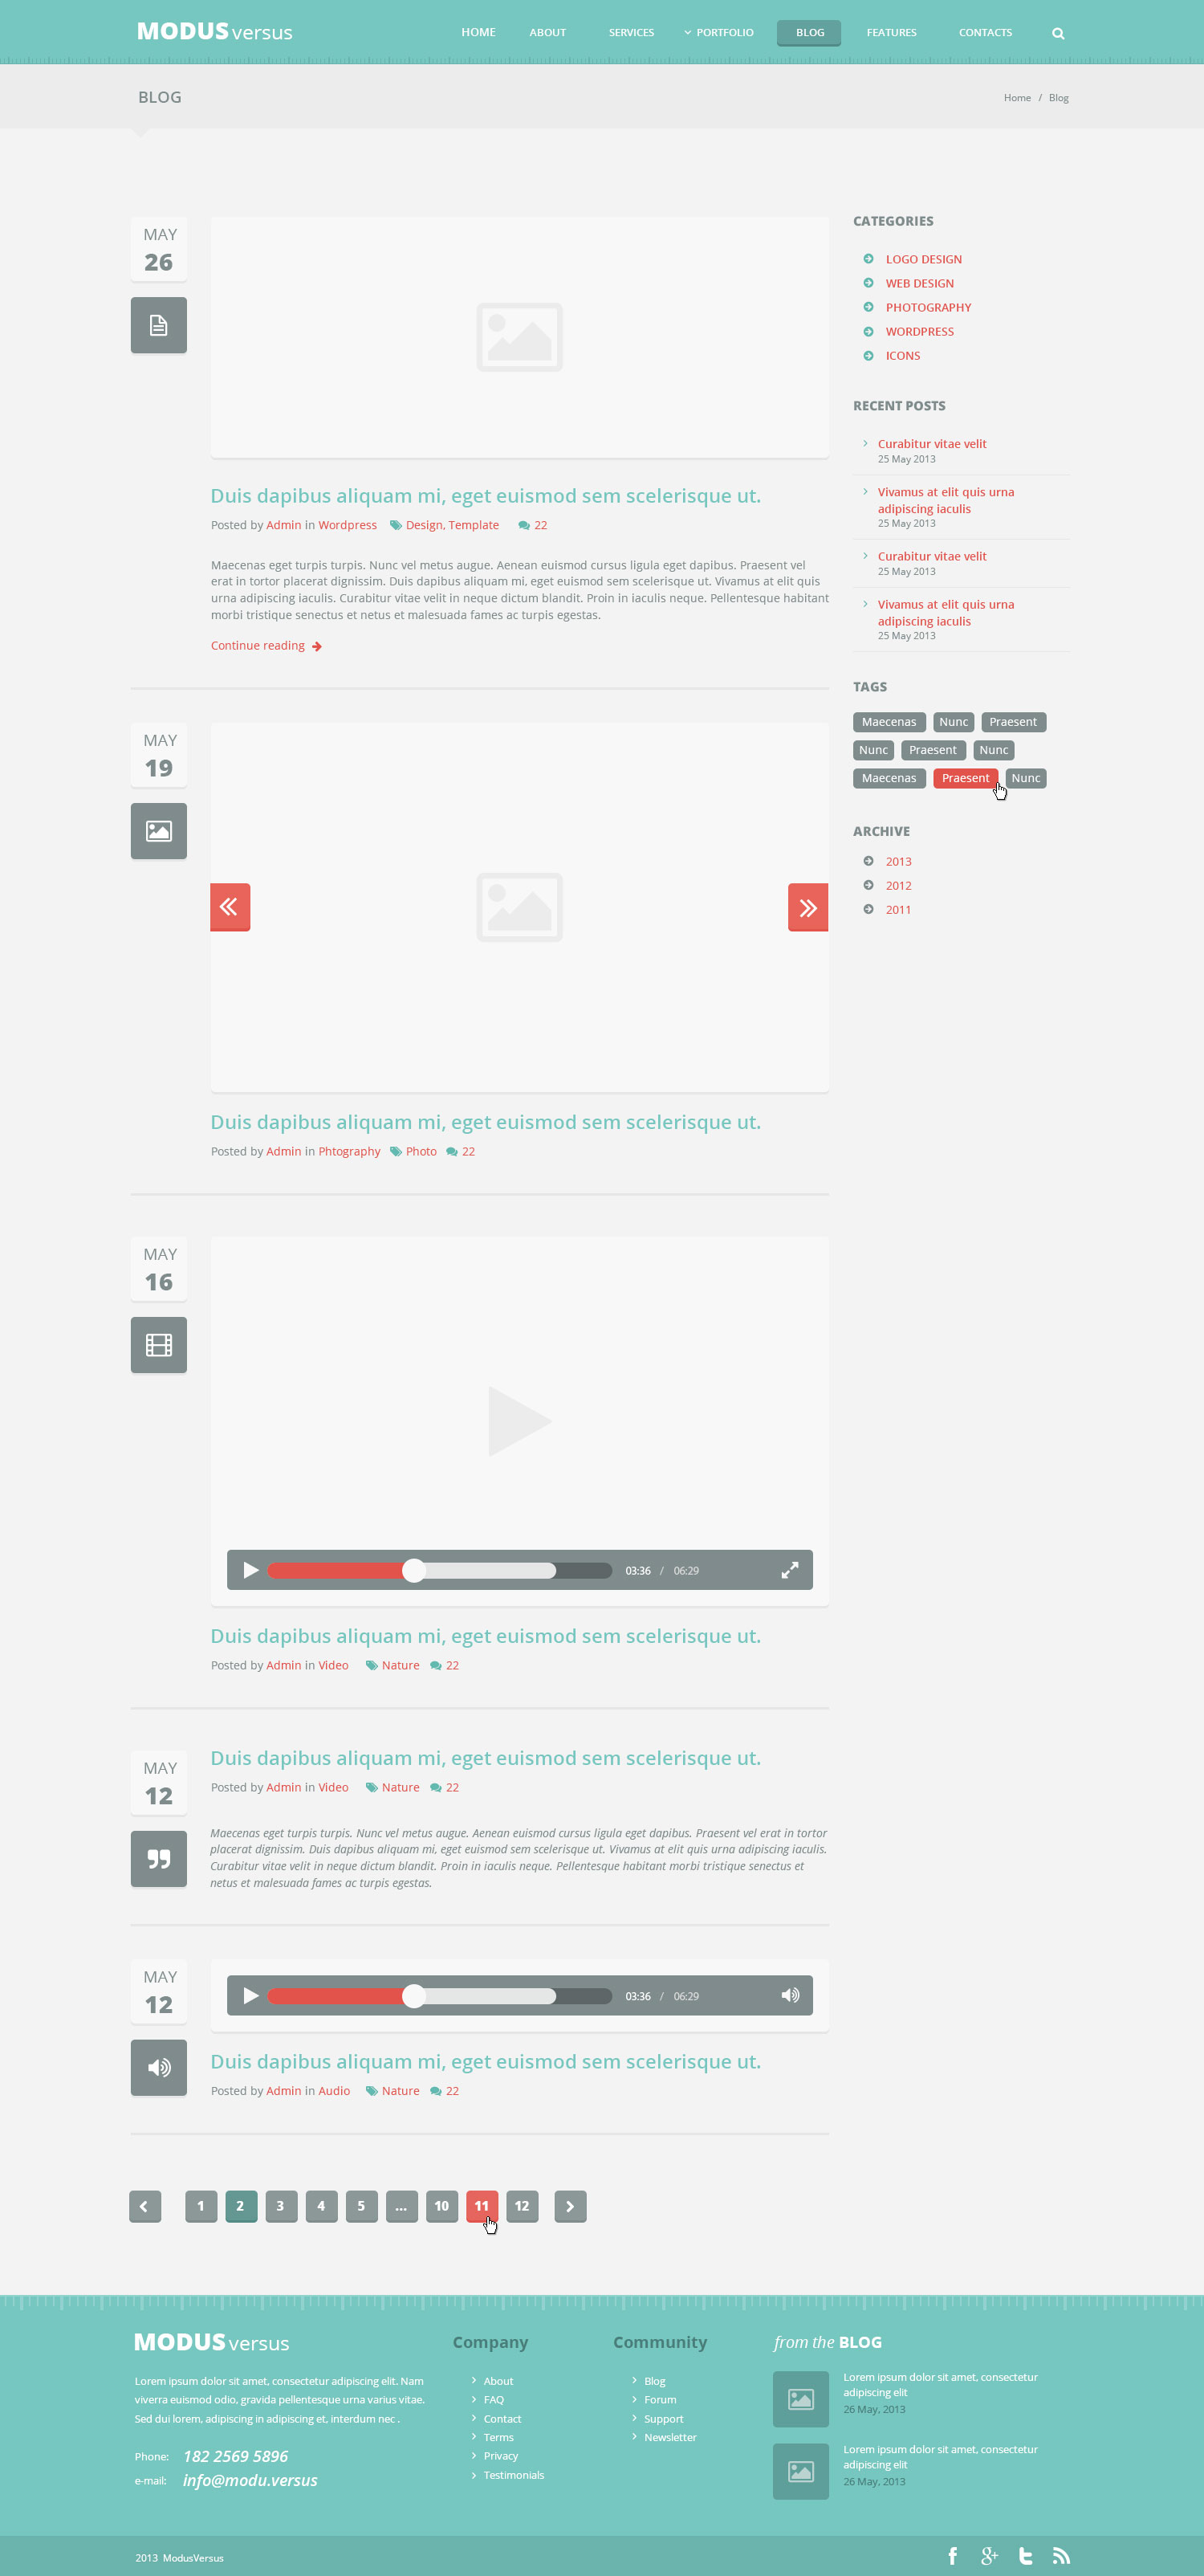 MODUS versus
HOME ABOUT SERVICES PORTFOLIO BLOG FEATURES CONTACTS
BLOG
Home / Blog
MAY
26
Duis dapibus aliquam mi, eget euismod sem scelerisque ut.
Posted by Admin in Wordpress Design, Template 22
Maecenas eget turpis turpis. Nunc vel metus augue. Aenean euismod cursus ligula eget dapibus. Praesent vel
erat in tortor placerat dignissim. Duis dapibus aliquam mi, eget euismod sem scelerisque ut. Vivamus at elit quis
urna adipiscing iaculis. Curabitur vitae velit in neque dictum blandit. Proin in iaculis neque. Pellentesque habitant
morbi tristique senectus et netus et malesuada fames ac turpis egestas.
Continue reading
MAY
19
Duis dapibus aliquam mi, eget euismod sem scelerisque ut.
Posted by Admin in Phtography Photo 22
MAY
16
03:36 / 06:29
Duis dapibus aliquam mi, eget euismod sem scelerisque ut.
Posted by Admin in Video Nature 22
MAY
12
Duis dapibus aliquam mi, eget euismod sem scelerisque ut.
Posted by Admin in Video Nature 22
Maecenas eget turpis turpis. Nunc vel metus augue. Aenean euismod cursus ligula eget dapibus. Praesent vel erat in tortor
placerat dignissim. Duis dapibus aliquam mi, eget euismod sem scelerisque ut. Vivamus at elit quis urna adipiscing iaculis.
Curabitur vitae velit in neque dictum blandit. Proin in iaculis neque. Pellentesque habitant morbi tristique senectus et
netus et malesuada fames ac turpis egestas.
MAY
12
03:36 / 06:29
Duis dapibus aliquam mi, eget euismod sem scelerisque ut.
Posted by Admin in Audio Nature 22
1 2 3 4 5 ... 10 11 12
CATEGORIES
LOGO DESIGN
WEB DESIGN
PHOTOGRAPHY
WORDPRESS
ICONS
RECENT POSTS
Curabitur vitae velit
25 May 2013
Vivamus at elit quis urna
adipiscing iaculis
25 May 2013
Curabitur vitae velit
25 May 2013
Vivamus at elit quis urna
adipiscing iaculis
25 May 2013
TAGS
Maecenas Nunc Praesent
Nunc Praesent Nunc
Maecenas Praesent Nunc
ARCHIVE
2013
2012
2011
MODUS versus
Lorem ipsum dolor sit amet, consectetur adipiscing elit. Nam
viverra euismod odio, gravida pellentesque urna varius vitae.
Sed dui lorem, adipiscing in adipiscing et, interdum nec .
Phone: 182 2569 5896
e-mail: info@modu.versus
Company
About
FAQ
Contact
Terms
Privacy
Testimonials
Community
Blog
Forum
Support
Newsletter
from the BLOG
Lorem ipsum dolor sit amet, consectetur
adipiscing elit
26 May, 2013
Lorem ipsum dolor sit amet, consectetur
adipiscing elit
26 May, 2013
2013 ModusVersus